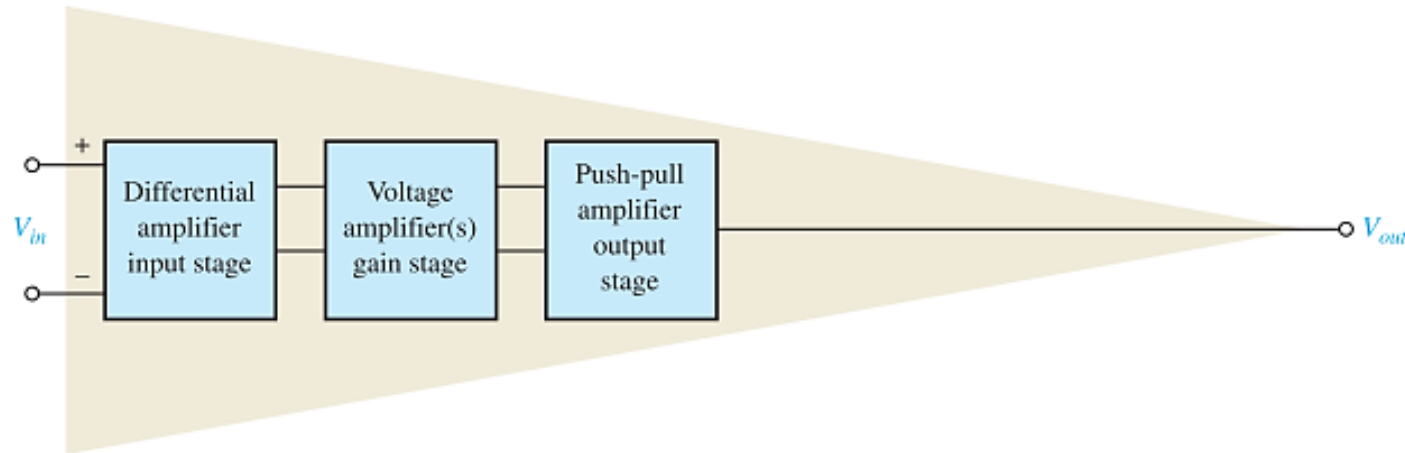 +
V_in
−
Differential
amplifier
input stage
Voltage
amplifier(s)
gain stage
Push-pull
amplifier
output
stage
V_out